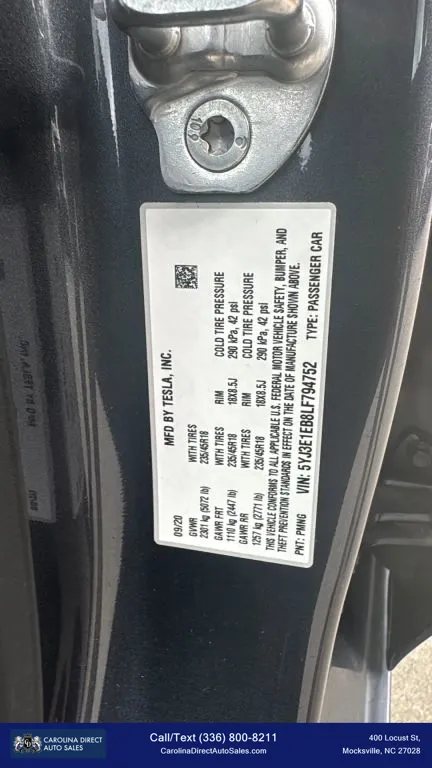 10.9
MFD BY TESLA, INC.
09/20
GVWR WITH TIRES RIM COLD TIRE PRESSURE
2301 kg (5072 lb) 235/45R18 18X8.5J 290 kPa, 42 psi
GAWR FRT WITH TIRES RIM COLD TIRE PRESSURE
1110 kg (2447 lb)
GAWR RR
1257 kg (2771 lb) 235/45R18 18X8.5J 290 kPa, 42 psi
THIS VEHICLE CONFORMS TO ALL APPLICABLE U.S. FEDERAL MOTOR VEHICLE SAFETY, BUMPER, AND
THEFT PREVENTION STANDARDS IN EFFECT ON THE DATE OF MANUFACTURE SHOWN ABOVE.
PNT: PMNG VIN: 5YJ3E1EB8LF794752 TYPE: PASSENGER CAR
CAROLINA DIRECT
AUTO SALES
Call/Text (336) 800-8211
CarolinaDirectAutoSales.com
400 Locust St,
Mocksville, NC 27028